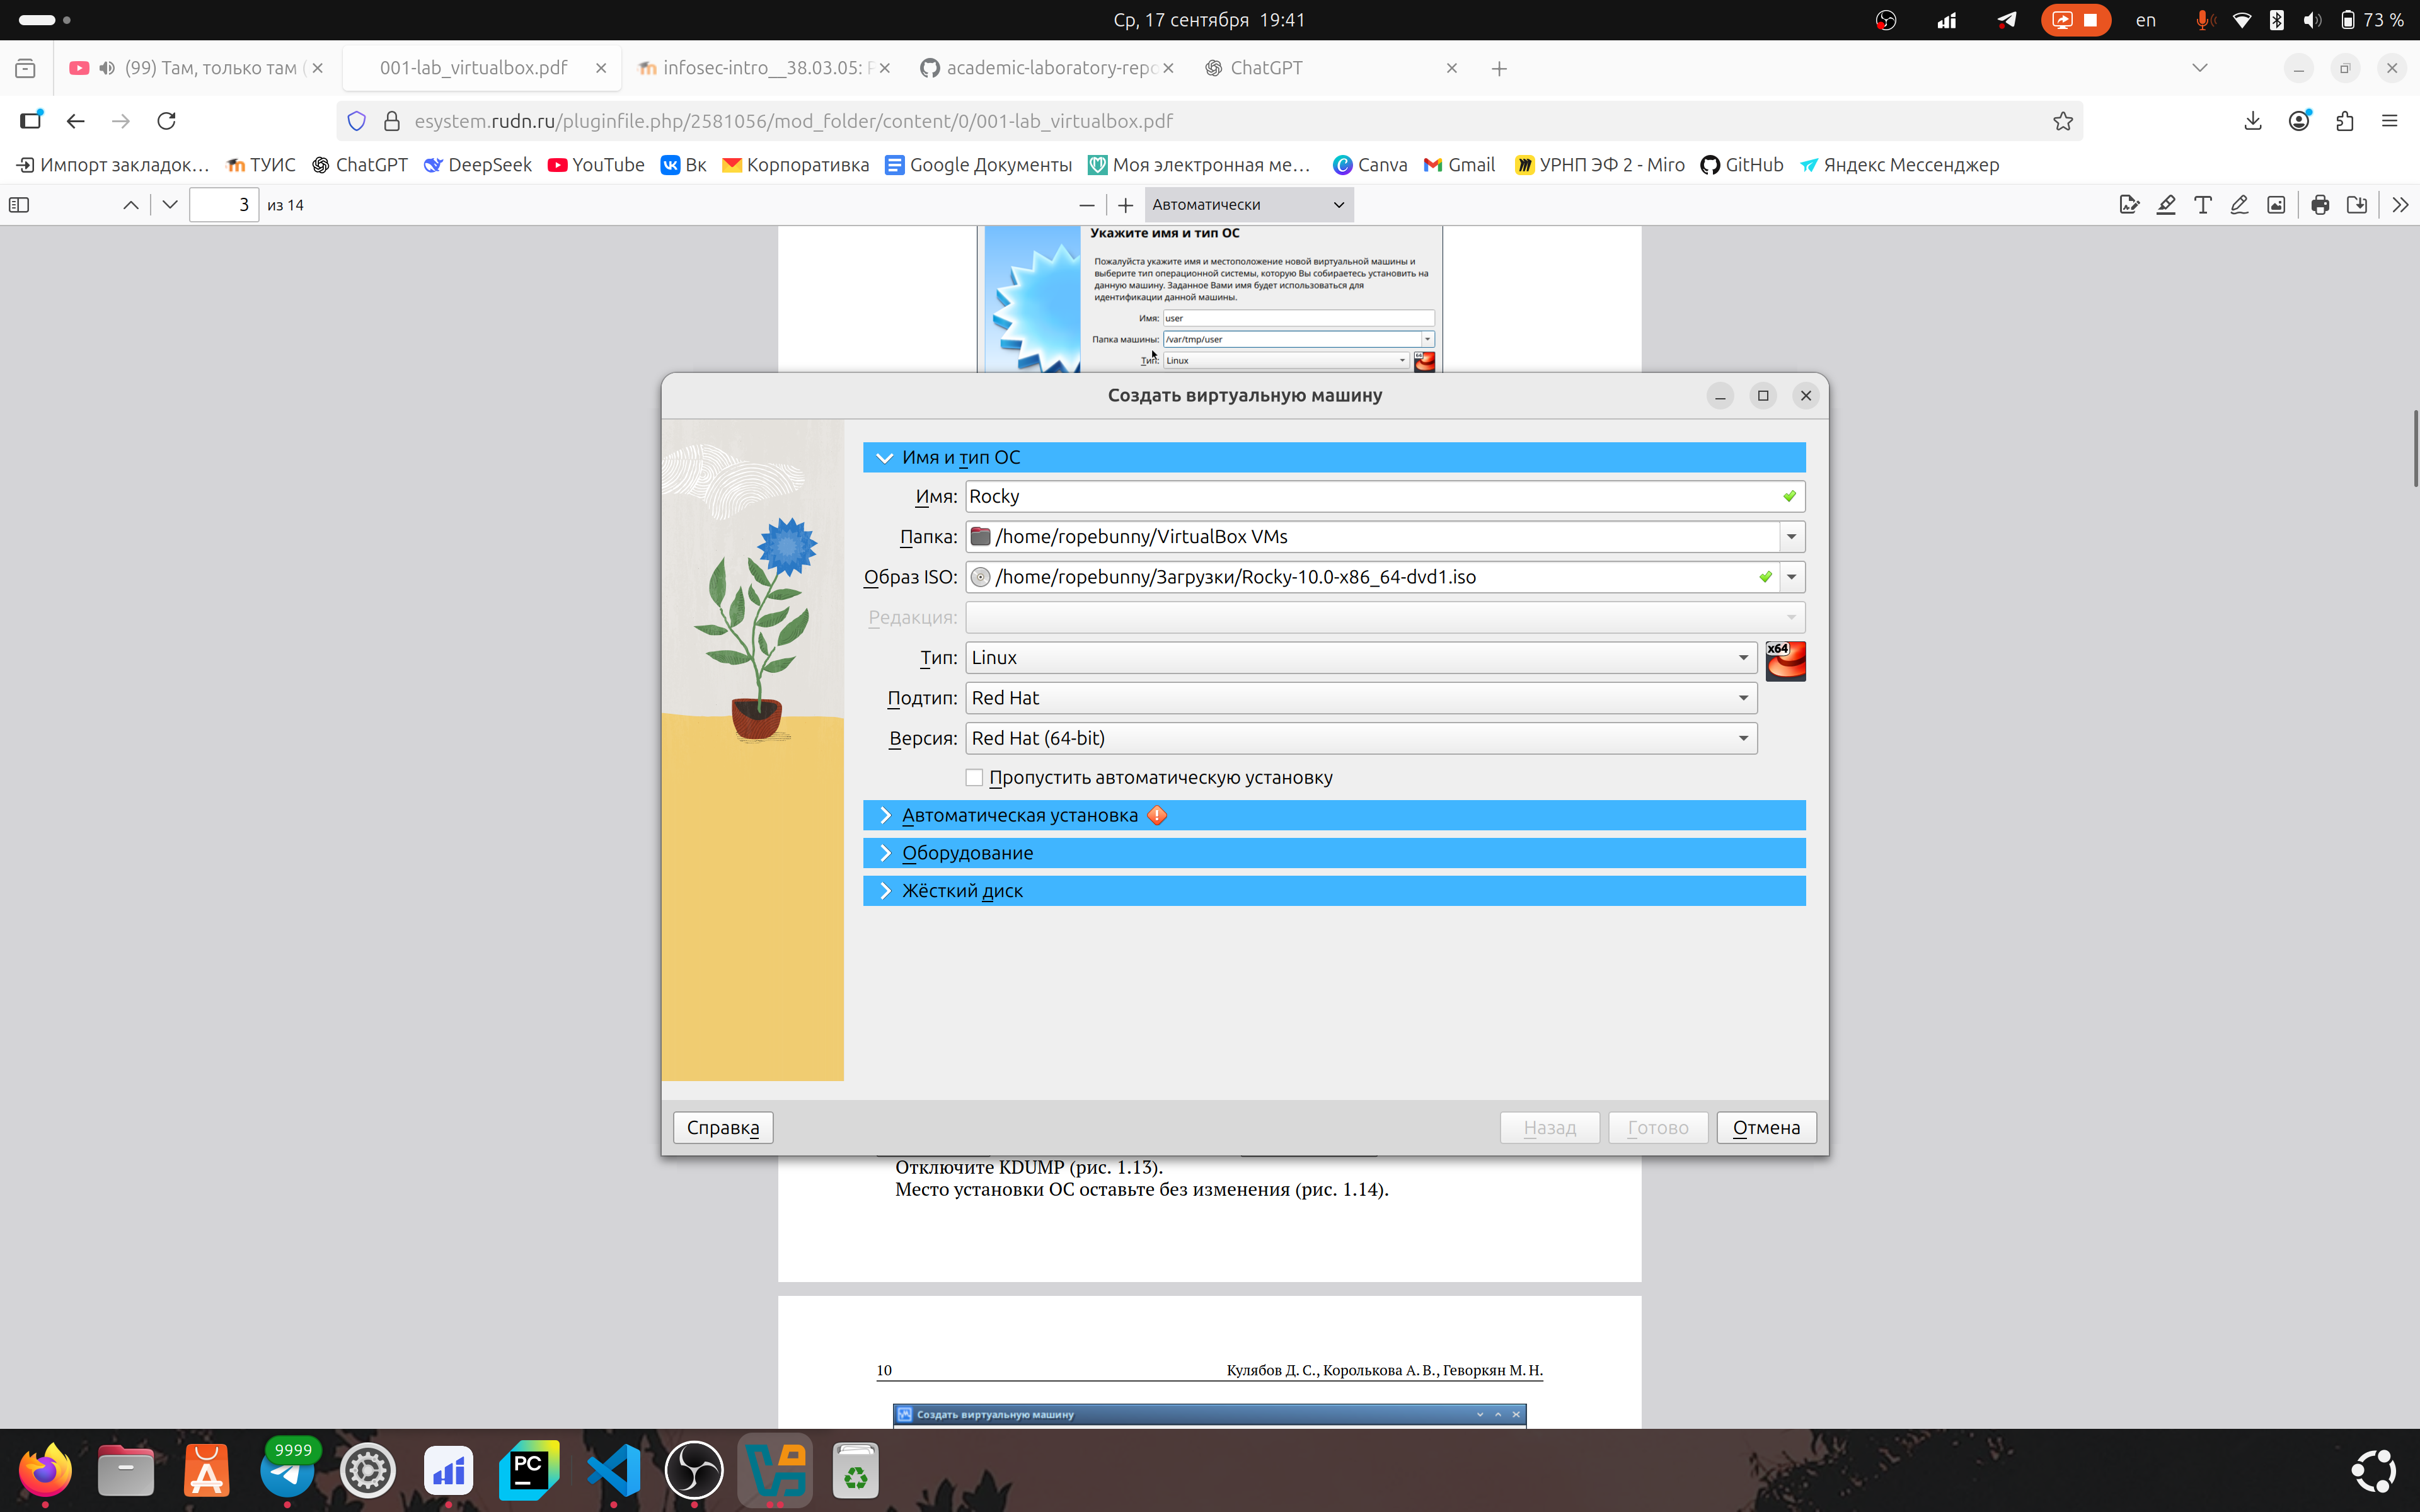 Ср, 17 сентября 19:41
en
73 %
(99) Там, только там (
001-lab_virtualbox.pdf
infosec-intro__38.03.05:
academic-laboratory-repo
ChatGPT
esystem.rudn.ru/pluginfile.php/2581056/mod_folder/content/0/001-lab_virtualbox.pdf
Импорт закладок…
ТУИС
ChatGPT
DeepSeek
YouTube
Вк
Корпоративка
Google Документы
Моя электронная ме…
Canva
Gmail
УРНП ЭФ 2 - Miro
GitHub
Яндекс Мессенджер
3 из 14
Автоматически
Укажите имя и тип ОС
Пожалуйста укажите имя и местоположение новой виртуальной машины и
выберите тип операционной системы, которую Вы собираетесь установить на
данную машину. Заданное Вами имя будет использоваться для
идентификации данной машины.
Имя: user
Папка машины: /var/tmp/user
Тип: Linux
Создать виртуальную машину
Имя и тип ОС
Имя: Rocky
Папка: /home/ropebunny/VirtualBox VMs
Образ ISO: /home/ropebunny/Загрузки/Rocky-10.0-x86_64-dvd1.iso
Редакция:
Тип: Linux
x64
Подтип: Red Hat
Версия: Red Hat (64-bit)
Пропустить автоматическую установку
Автоматическая установка
Оборудование
Жёсткий диск
Справка
Назад
Готово
Отмена
Отключите KDUMP (рис. 1.13).
Место установки ОС оставьте без изменения (рис. 1.14).
10 Кулябов Д. С., Королькова А. В., Геворкян М. Н.
Создать виртуальную машину
9999
PC